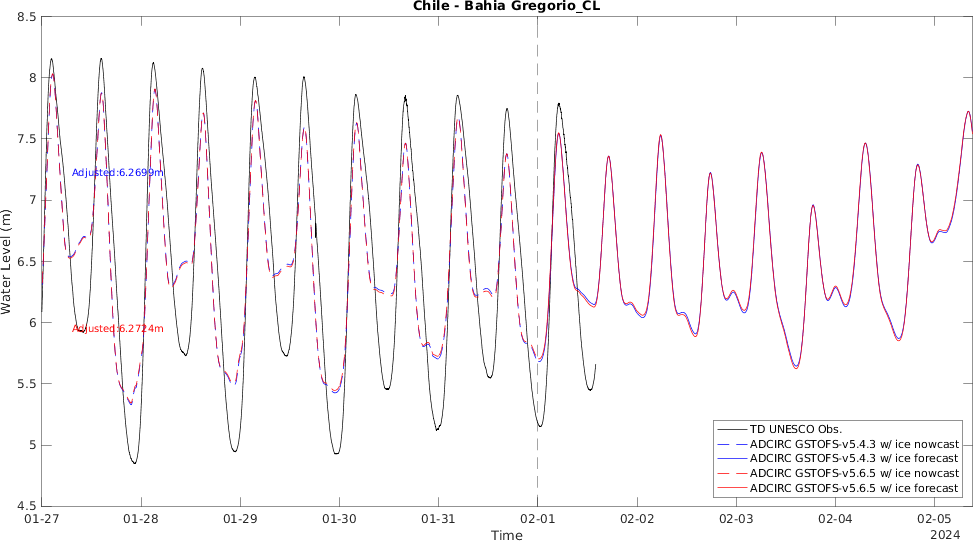 Chile - Bahia Gregorio_CL
Water Level (m)
8.5
8
7.5
7
6.5
6
5.5
5
4.5
Adjusted:6.2699m
Adjusted:6.2724m
TD UNESCO Obs.
ADCIRC GSTOFS-v5.4.3 w/ ice nowcast
ADCIRC GSTOFS-v5.4.3 w/ ice forecast
ADCIRC GSTOFS-v5.6.5 w/ ice nowcast
ADCIRC GSTOFS-v5.6.5 w/ ice forecast
01-27 01-28 01-29 01-30 01-31 02-01 02-02 02-03 02-04 02-05
Time
2024